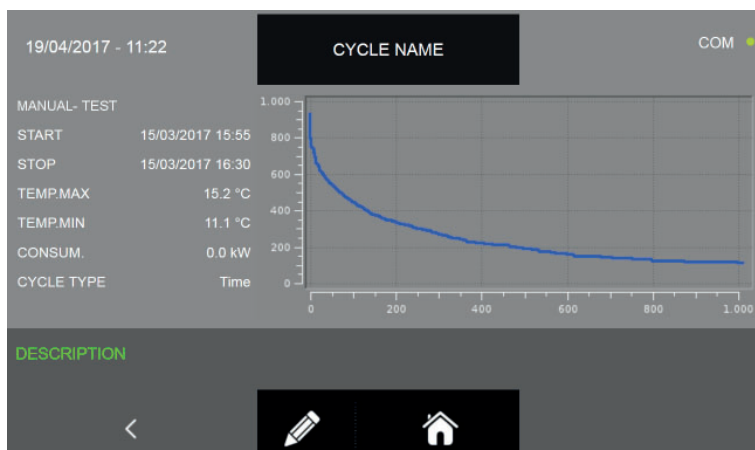 19/04/2017 - 11:22
CYCLE NAME
COM
MANUAL- TEST
START 15/03/2017 15:55
STOP 15/03/2017 16:30
TEMP.MAX 15.2 °C
TEMP.MIN 11.1 °C
CONSUM. 0.0 kW
CYCLE TYPE Time
1.000
800
600
400
200
0
0 200 400 600 800 1.000
DESCRIPTION